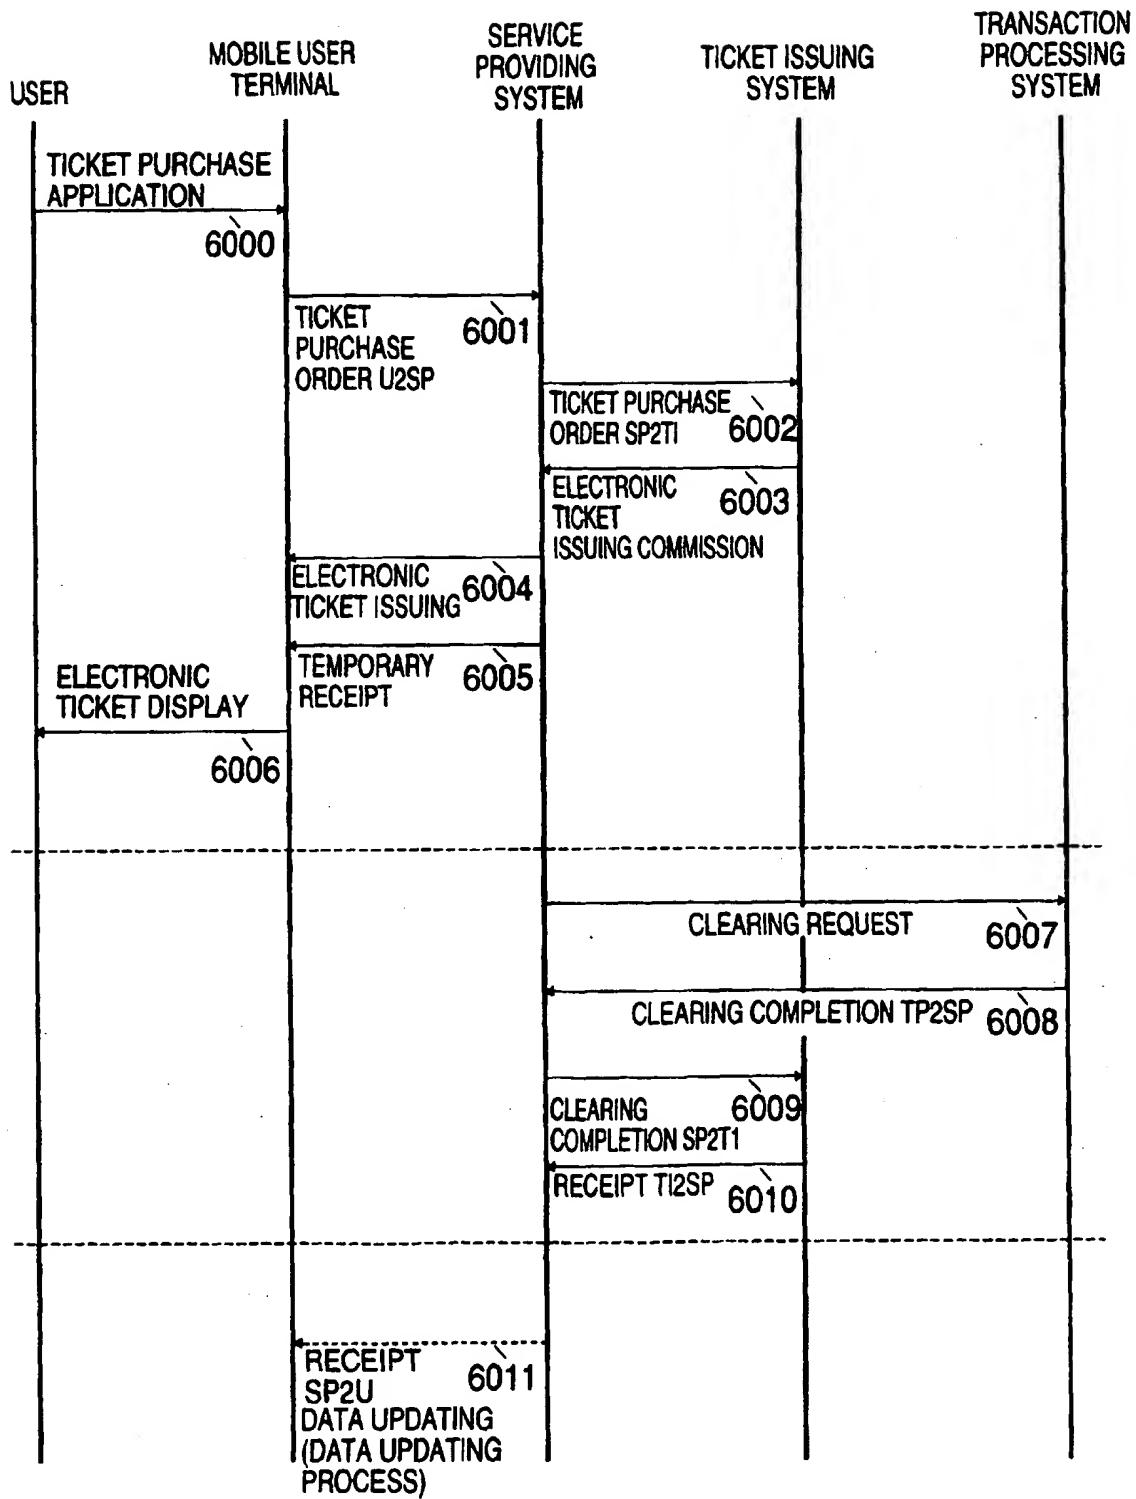 USER
MOBILE USER
TERMINAL
SERVICE
PROVIDING
SYSTEM
TICKET ISSUING
SYSTEM
TRANSACTION
PROCESSING
SYSTEM
TICKET PURCHASE
APPLICATION
6000
TICKET
PURCHASE
ORDER U2SP
6001
TICKET PURCHASE
ORDER SP2TI
6002
ELECTRONIC
TICKET
ISSUING COMMISSION
6003
ELECTRONIC
TICKET ISSUING
6004
TEMPORARY
RECEIPT
6005
ELECTRONIC
TICKET DISPLAY
6006
CLEARING REQUEST
6007
CLEARING COMPLETION TP2SP
6008
CLEARING
COMPLETION SP2T1
6009
RECEIPT TI2SP
6010
RECEIPT
SP2U
DATA UPDATING
(DATA UPDATING
PROCESS)
6011